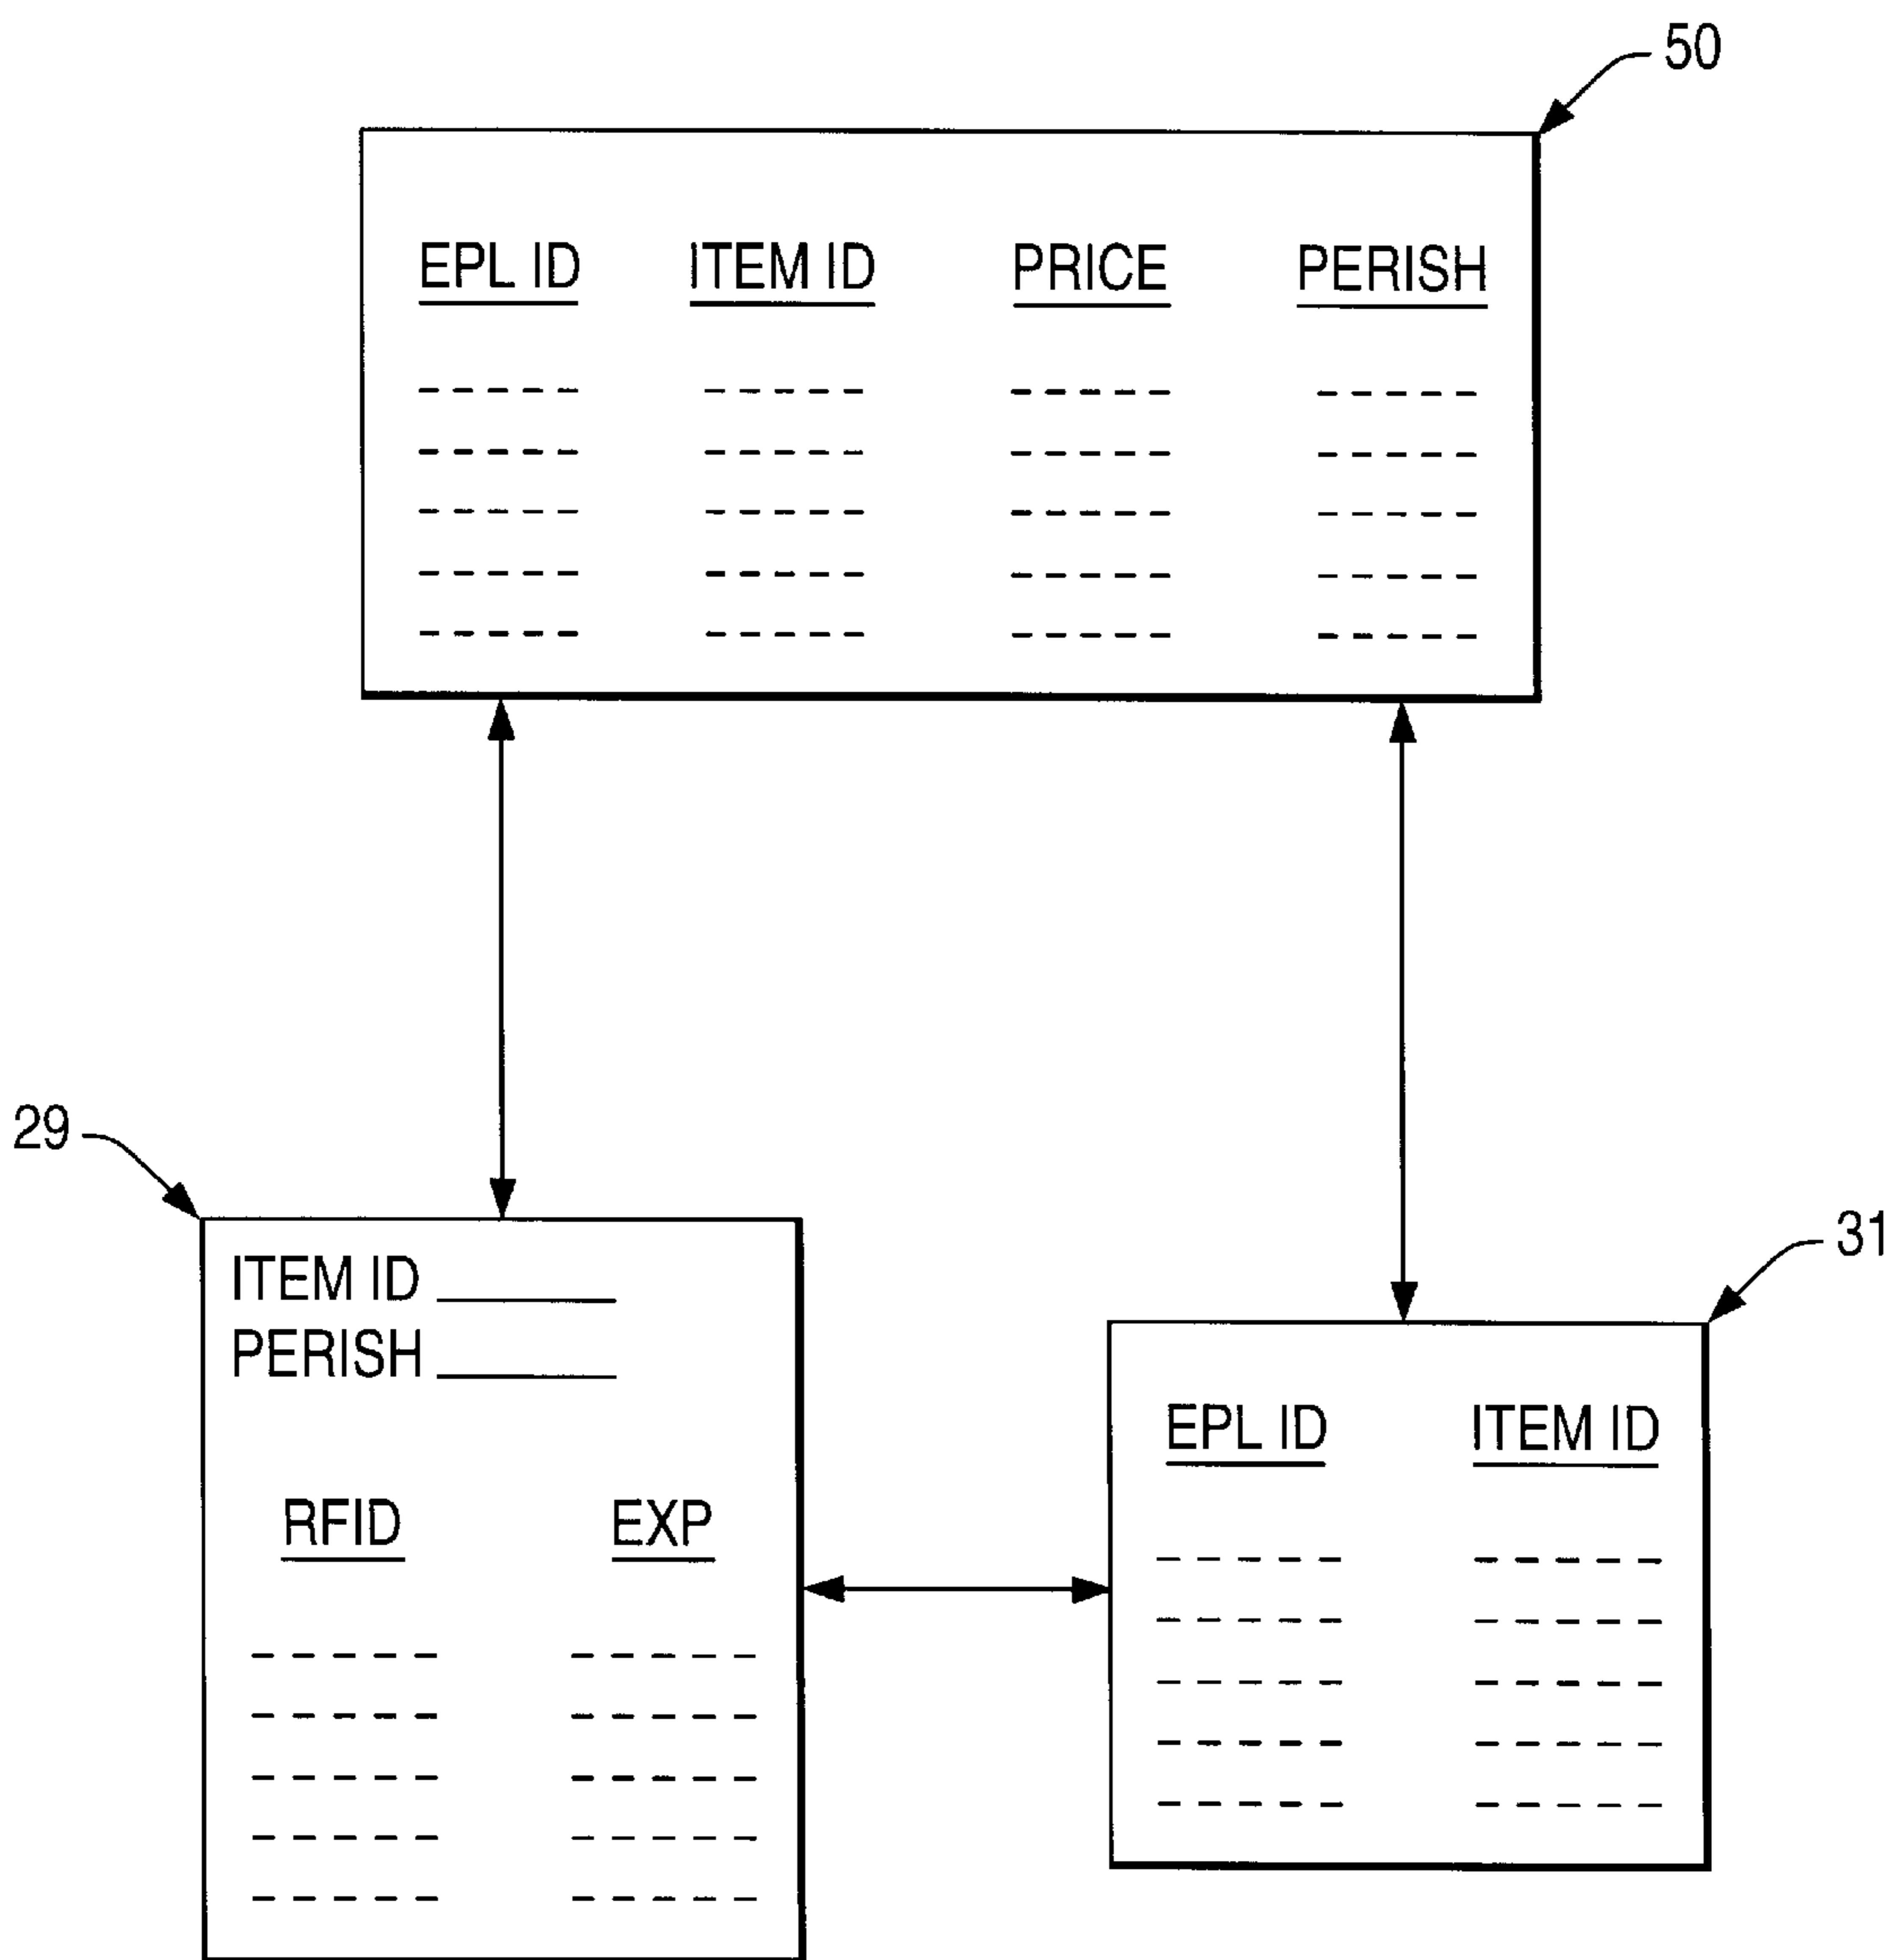 50
EPL ID ITEM ID PRICE PERISH
29
ITEM ID
PERISH
RFID EXP
31
EPL ID ITEM ID